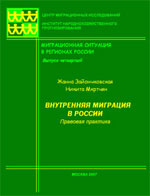 ЦЕНТР МИГРАЦИОННЫХ ИССЛЕДОВАНИЙ
ИНСТИТУТ НАРОДНОХОЗЯЙСТВЕННОГО
ПРОГНОЗИРОВАНИЯ
МИГРАЦИОННАЯ СИТУАЦИЯ
В РЕГИОНАХ РОССИИ
Выпуск четвертый
Жанна Зайончковская
Никита Мкртчян
ВНУТРЕННЯЯ МИГРАЦИЯ
В РОССИИ
Правовая практика
МОСКВА 2007